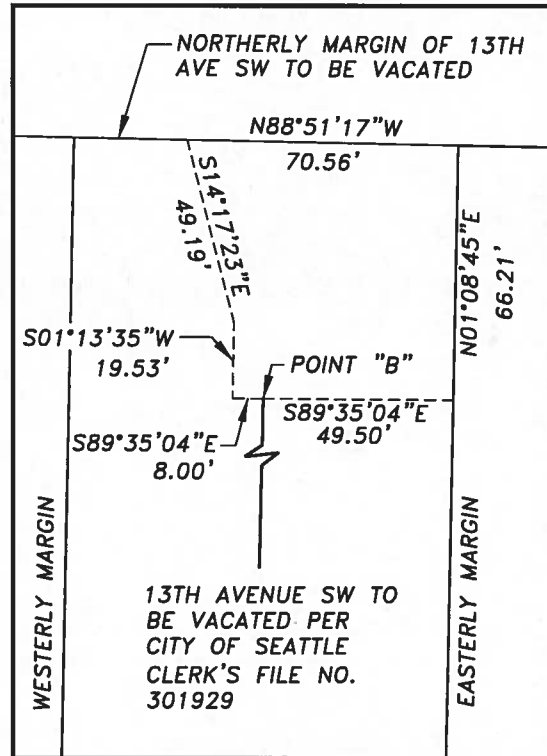 NORTHERLY MARGIN OF 13TH
AVE SW TO BE VACATED
N88°51'17"W
70.56'
S14°17'23"E
49.19'
N01°08'45"E
66.21'
S01°13'35"W
19.53'
POINT "B"
S89°35'04"E
49.50'
S89°35'04"E
8.00'
WESTERLY MARGIN
13TH AVENUE SW TO
BE VACATED PER
CITY OF SEATTLE
CLERK'S FILE NO.
301929
EASTERLY MARGIN